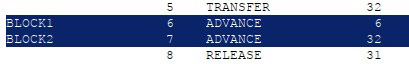 5 TRANSFER 32
BLOCK1 6 ADVANCE 6
BLOCK2 7 ADVANCE 32
8 RELEASE 31